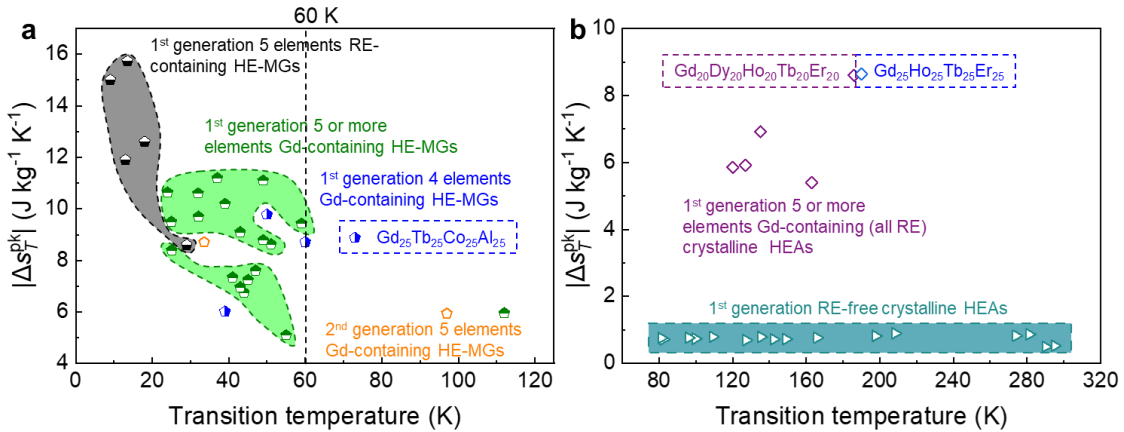 a
60 K
1st generation 5 elements RE-
containing HE-MGs
1st generation 5 or more
elements Gd-containing HE-MGs
1st generation 4 elements
Gd-containing HE-MGs
Gd25Tb25Co25Al25
2nd generation 5 elements
Gd-containing HE-MGs
16
14
12
10
8
6
4
|Δs_T^pk| (J kg-1 K-1)
0
20
40
60
80
100
120
Transition temperature (K)
b
Gd20Dy20Ho20Tb20Er20
Gd25Ho25Tb25Er25
1st generation 5 or more
elements Gd-containing (all RE)
crystalline HEAs
1st generation RE-free crystalline HEAs
10
8
6
4
2
0
|Δs_T^pk| (J kg-1 K-1)
80
120
160
200
240
280
320
Transition temperature (K)